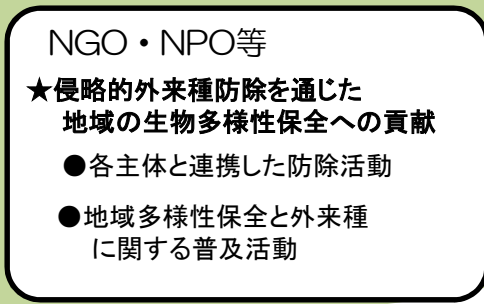 NGO・NPO等
★侵略的外来種防除を通じた
地域の生物多様性保全への貢献
●各主体と連携した防除活動
●地域多様性保全と外来種
に関する普及活動